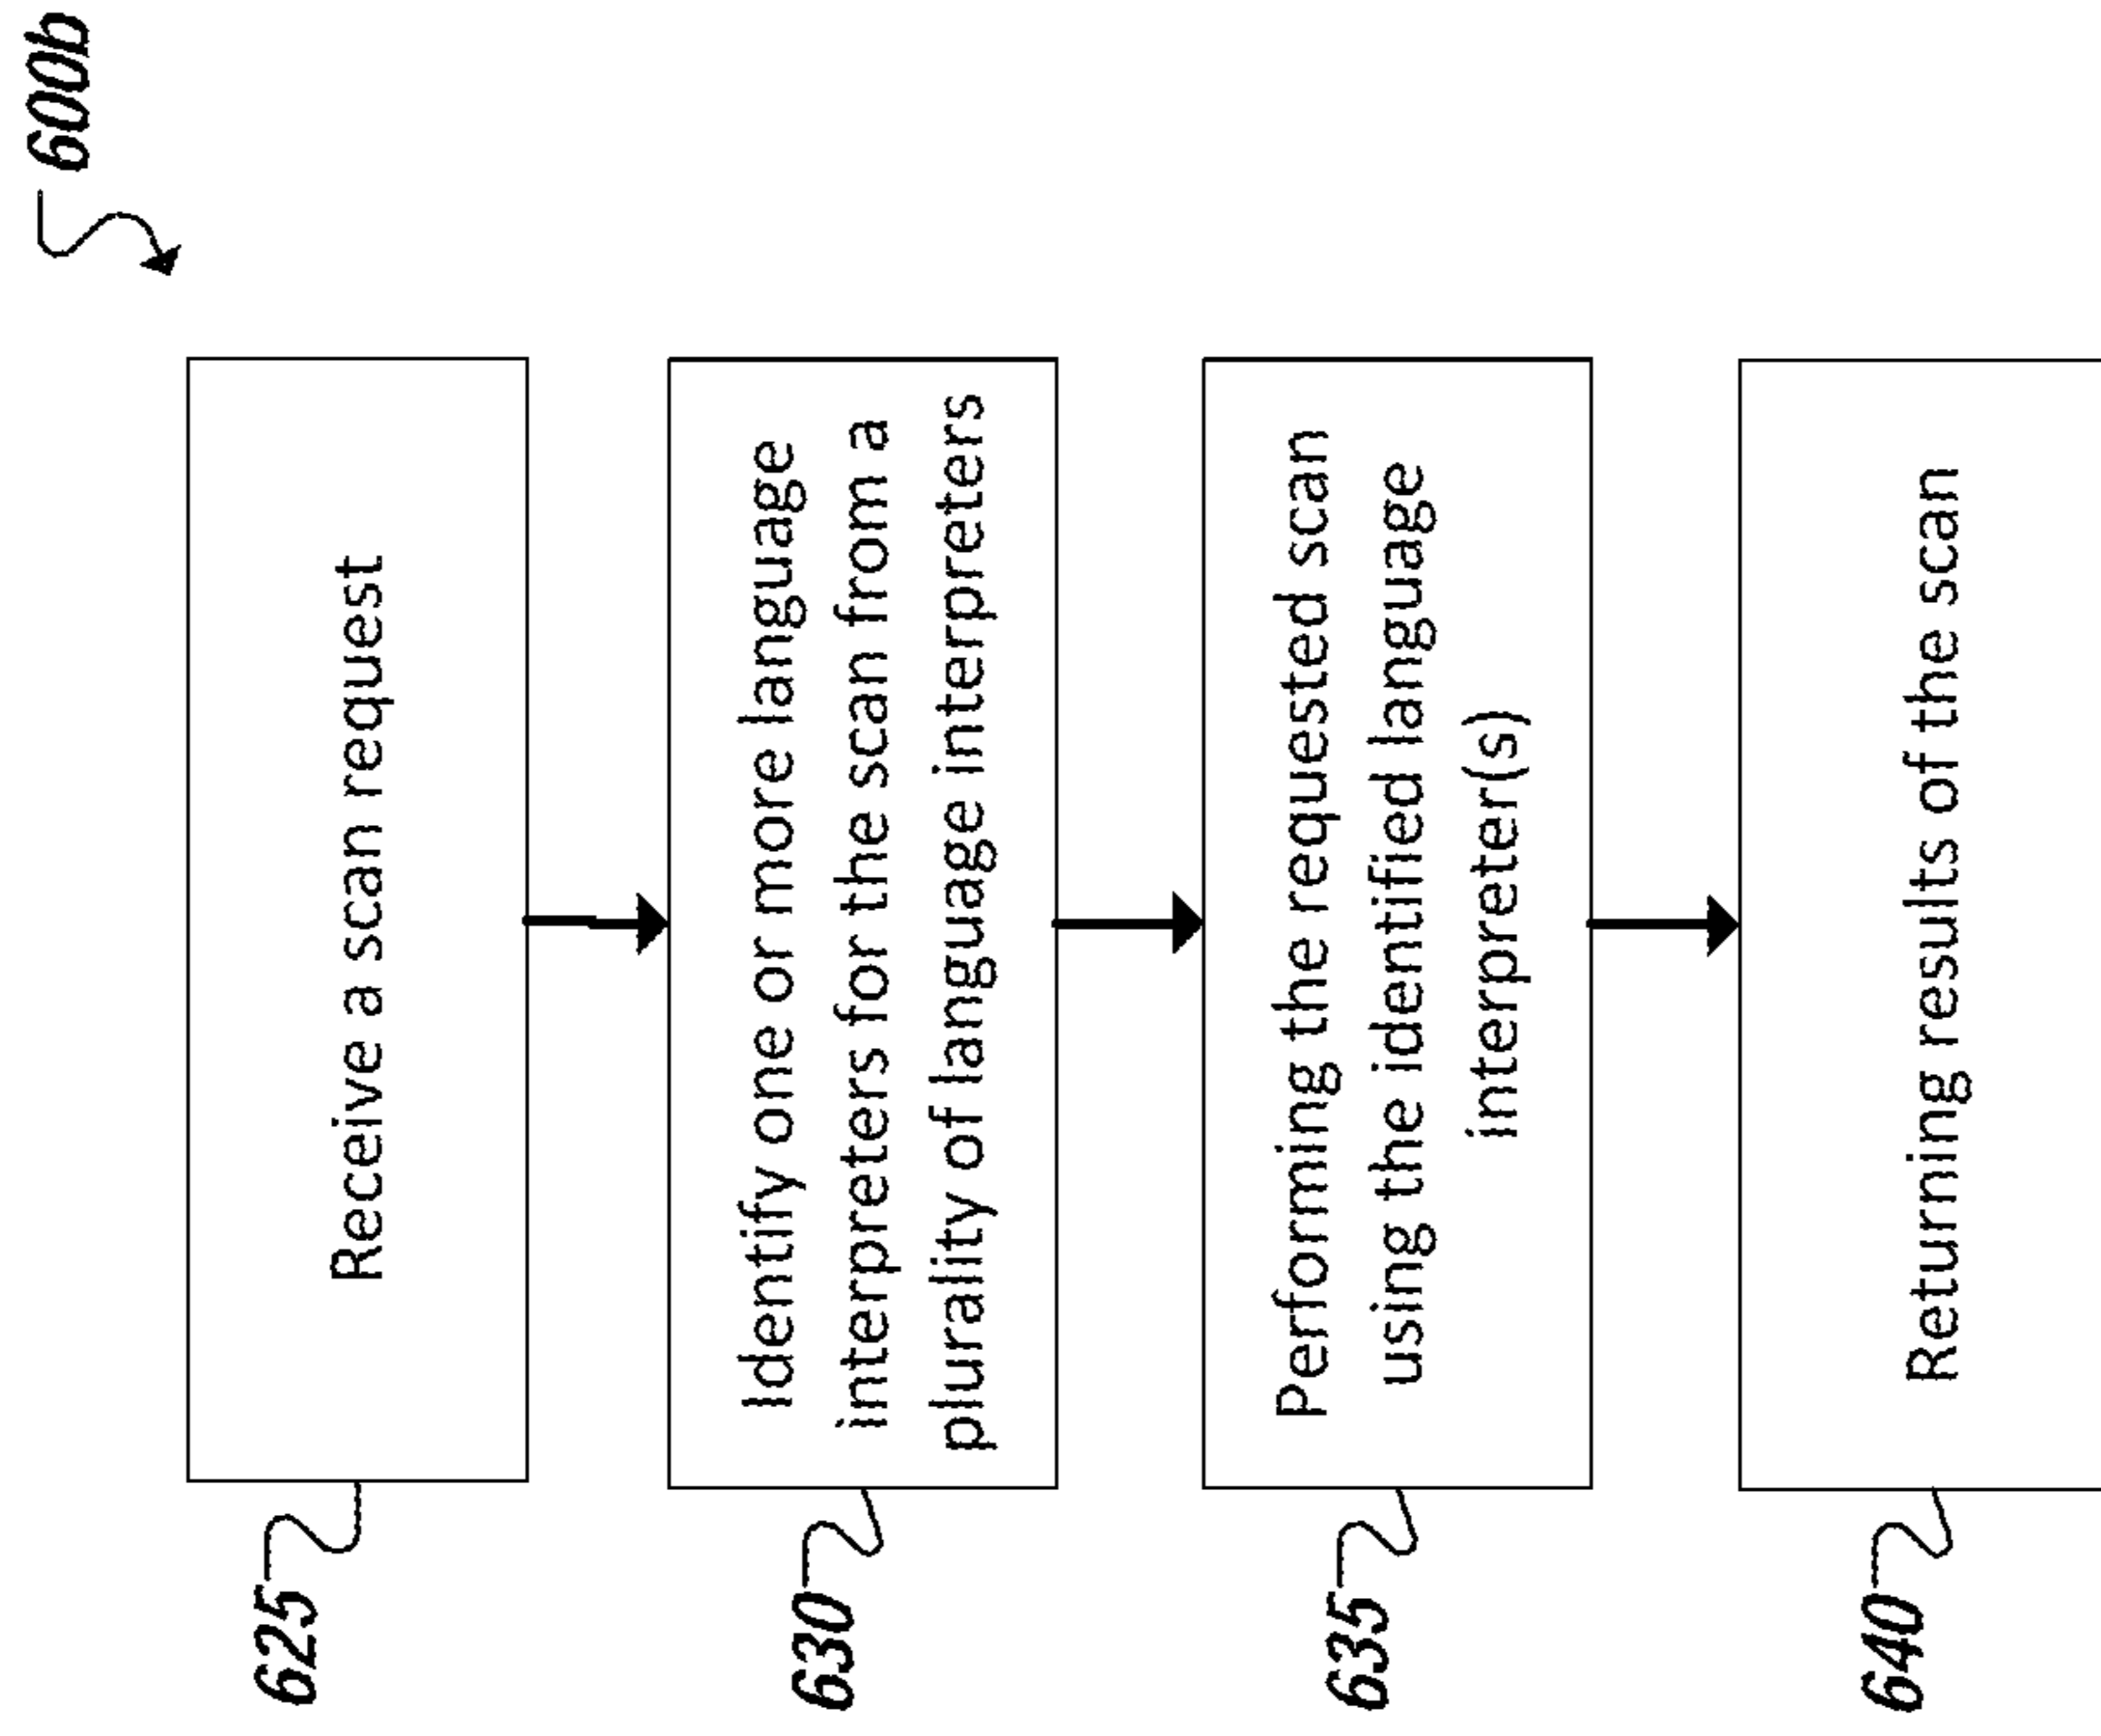 600b
625
Receive a scan request
630
Identify one or more language
interpreters for the scan from a
plurality of language interpreters
635
Performing the requested scan
using the identified language
interpreter(s)
640
Returning results of the scan